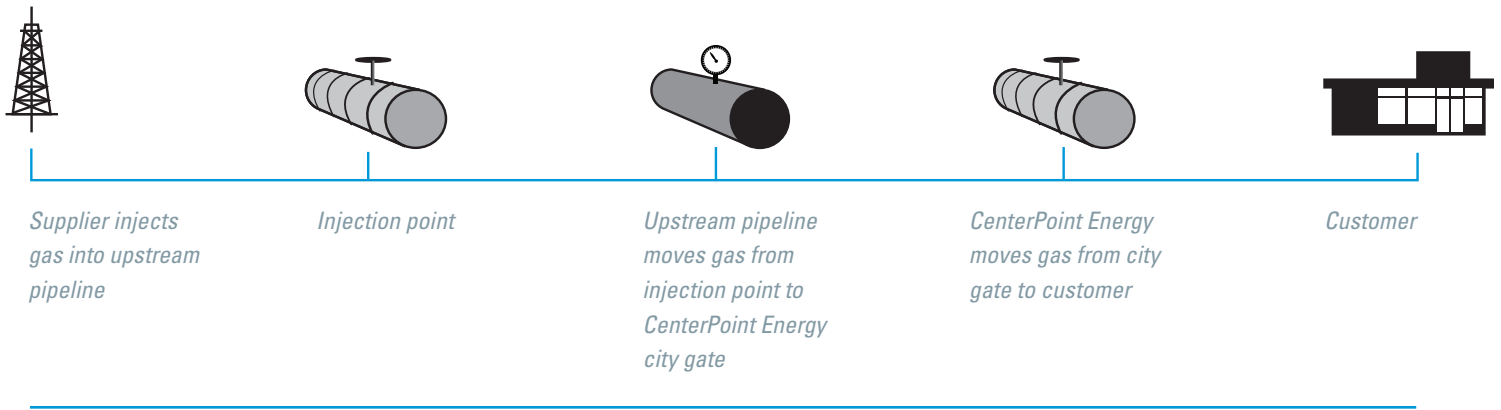 Supplier injects
gas into upstream
pipeline
Injection point
Upstream pipeline
moves gas from
injection point to
CenterPoint Energy
city gate
CenterPoint Energy
moves gas from city
gate to customer
Customer